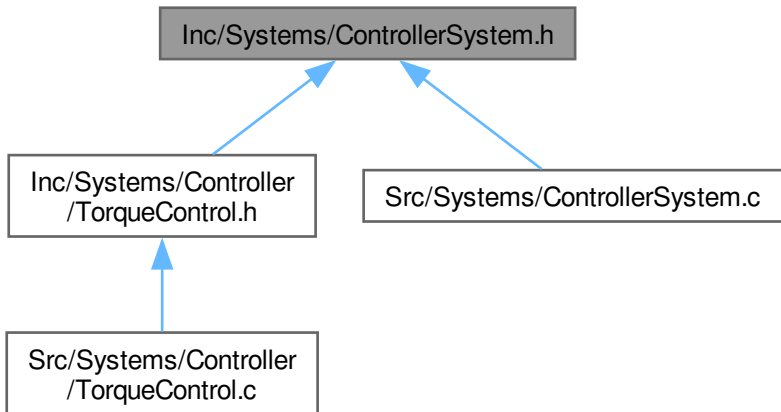 Inc/Systems/ControllerSystem.h
Inc/Systems/Controller
/TorqueControl.h
Src/Systems/ControllerSystem.c
Src/Systems/Controller
/TorqueControl.c